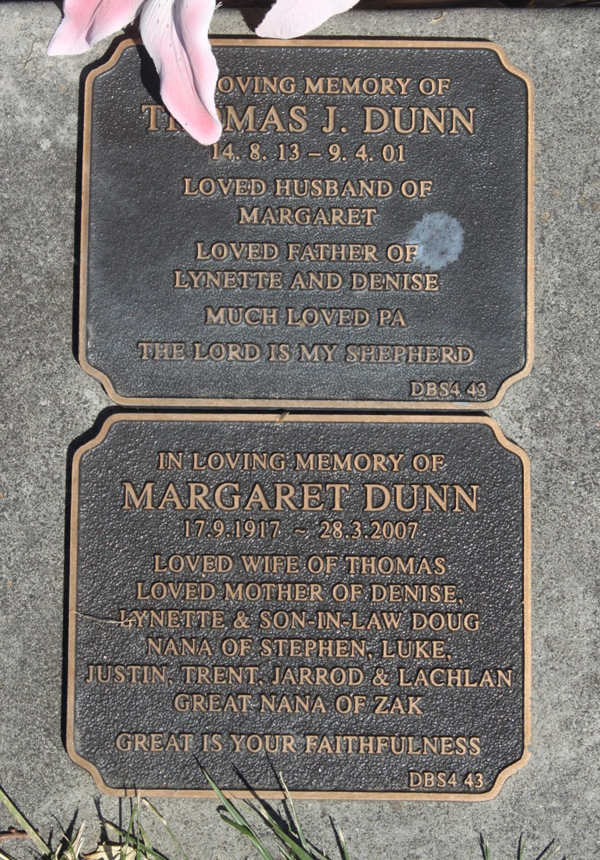 LOVING MEMORY OF
THOMAS J. DUNN
14. 8. 13 – 9. 4. 01
LOVED HUSBAND OF
MARGARET
LOVED FATHER OF
LYNETTE AND DENISE
MUCH LOVED PA
THE LORD IS MY SHEPHERD
DBS4 43
IN LOVING MEMORY OF
MARGARET DUNN
17.9.1917 ~ 28.3.2007
LOVED WIFE OF THOMAS
LOVED MOTHER OF DENISE,
LYNETTE & SON-IN-LAW DOUG
NANA OF STEPHEN, LUKE,
JUSTIN, TRENT, JARROD & LACHLAN
GREAT-NANA OF ZAK
GREAT IS YOUR FAITHFULNESS
DBS4 43